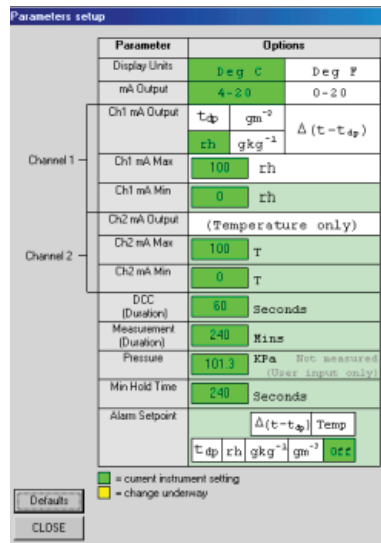 Parameters setup
Parameter Options
Display Units Deg C Deg F
mA Output 4-20 0-20
Channel 1
Ch1 mA Output tdp gm⁻³ Δ(t-tdp)
rh gkg⁻¹
Ch1 mA Max 100 rh
Ch1 mA Min 0 rh
Channel 2
Ch2 mA Output (Temperature only)
Ch2 mA Max 100 T
Ch2 mA Min 0 T
DCC
(Duration) 60 Seconds
Measurement
(Duration) 240 Mins
Pressure 101.3 KPa Not measured
(User input only)
Min Hold Time 240 Seconds
Alarm Setpoint Δ(t-tdp) Temp
tdp rh gkg⁻¹ gm⁻³ Off
= current instrument setting
= change underway
Defaults
CLOSE